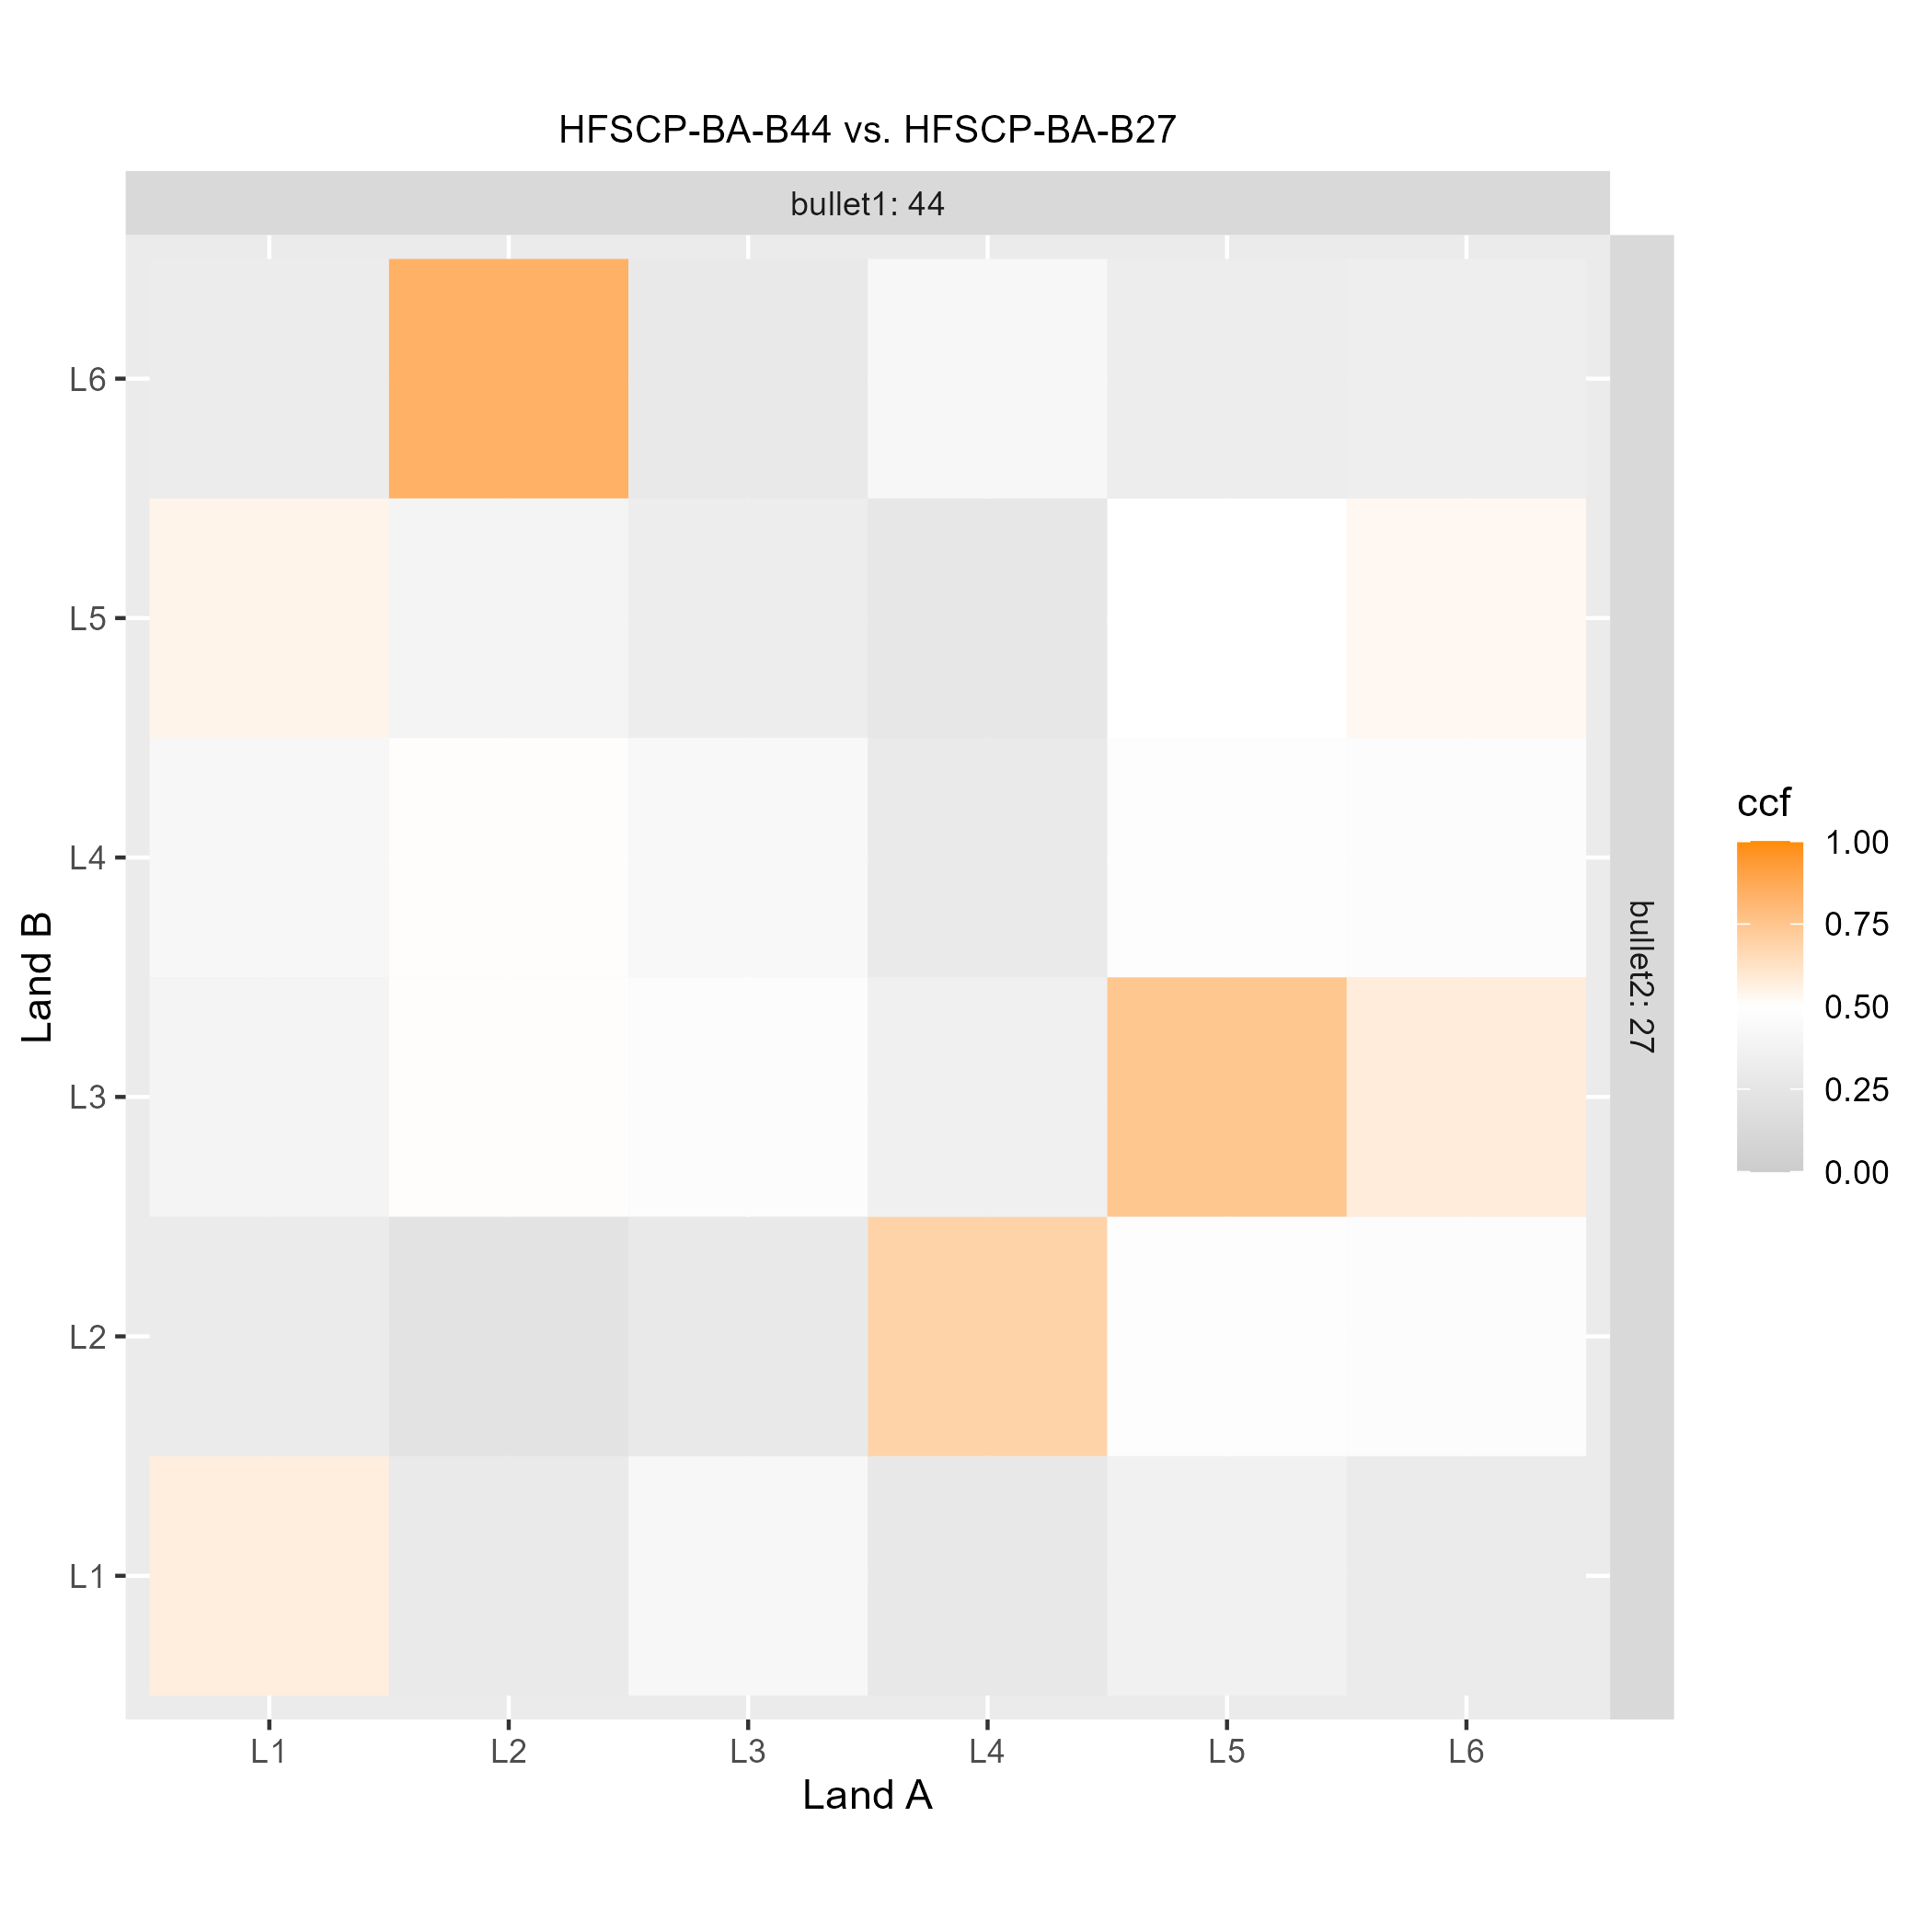 HFSCP-BA-B44 vs. HFSCP-BA-B27
bullet1: 44
L6
L5
L4
L3
L2
L1
Land B
bullet2: 27
ccf
1.00
0.75
0.50
0.25
0.00
L1 L2 L3 L4 L5 L6
Land A